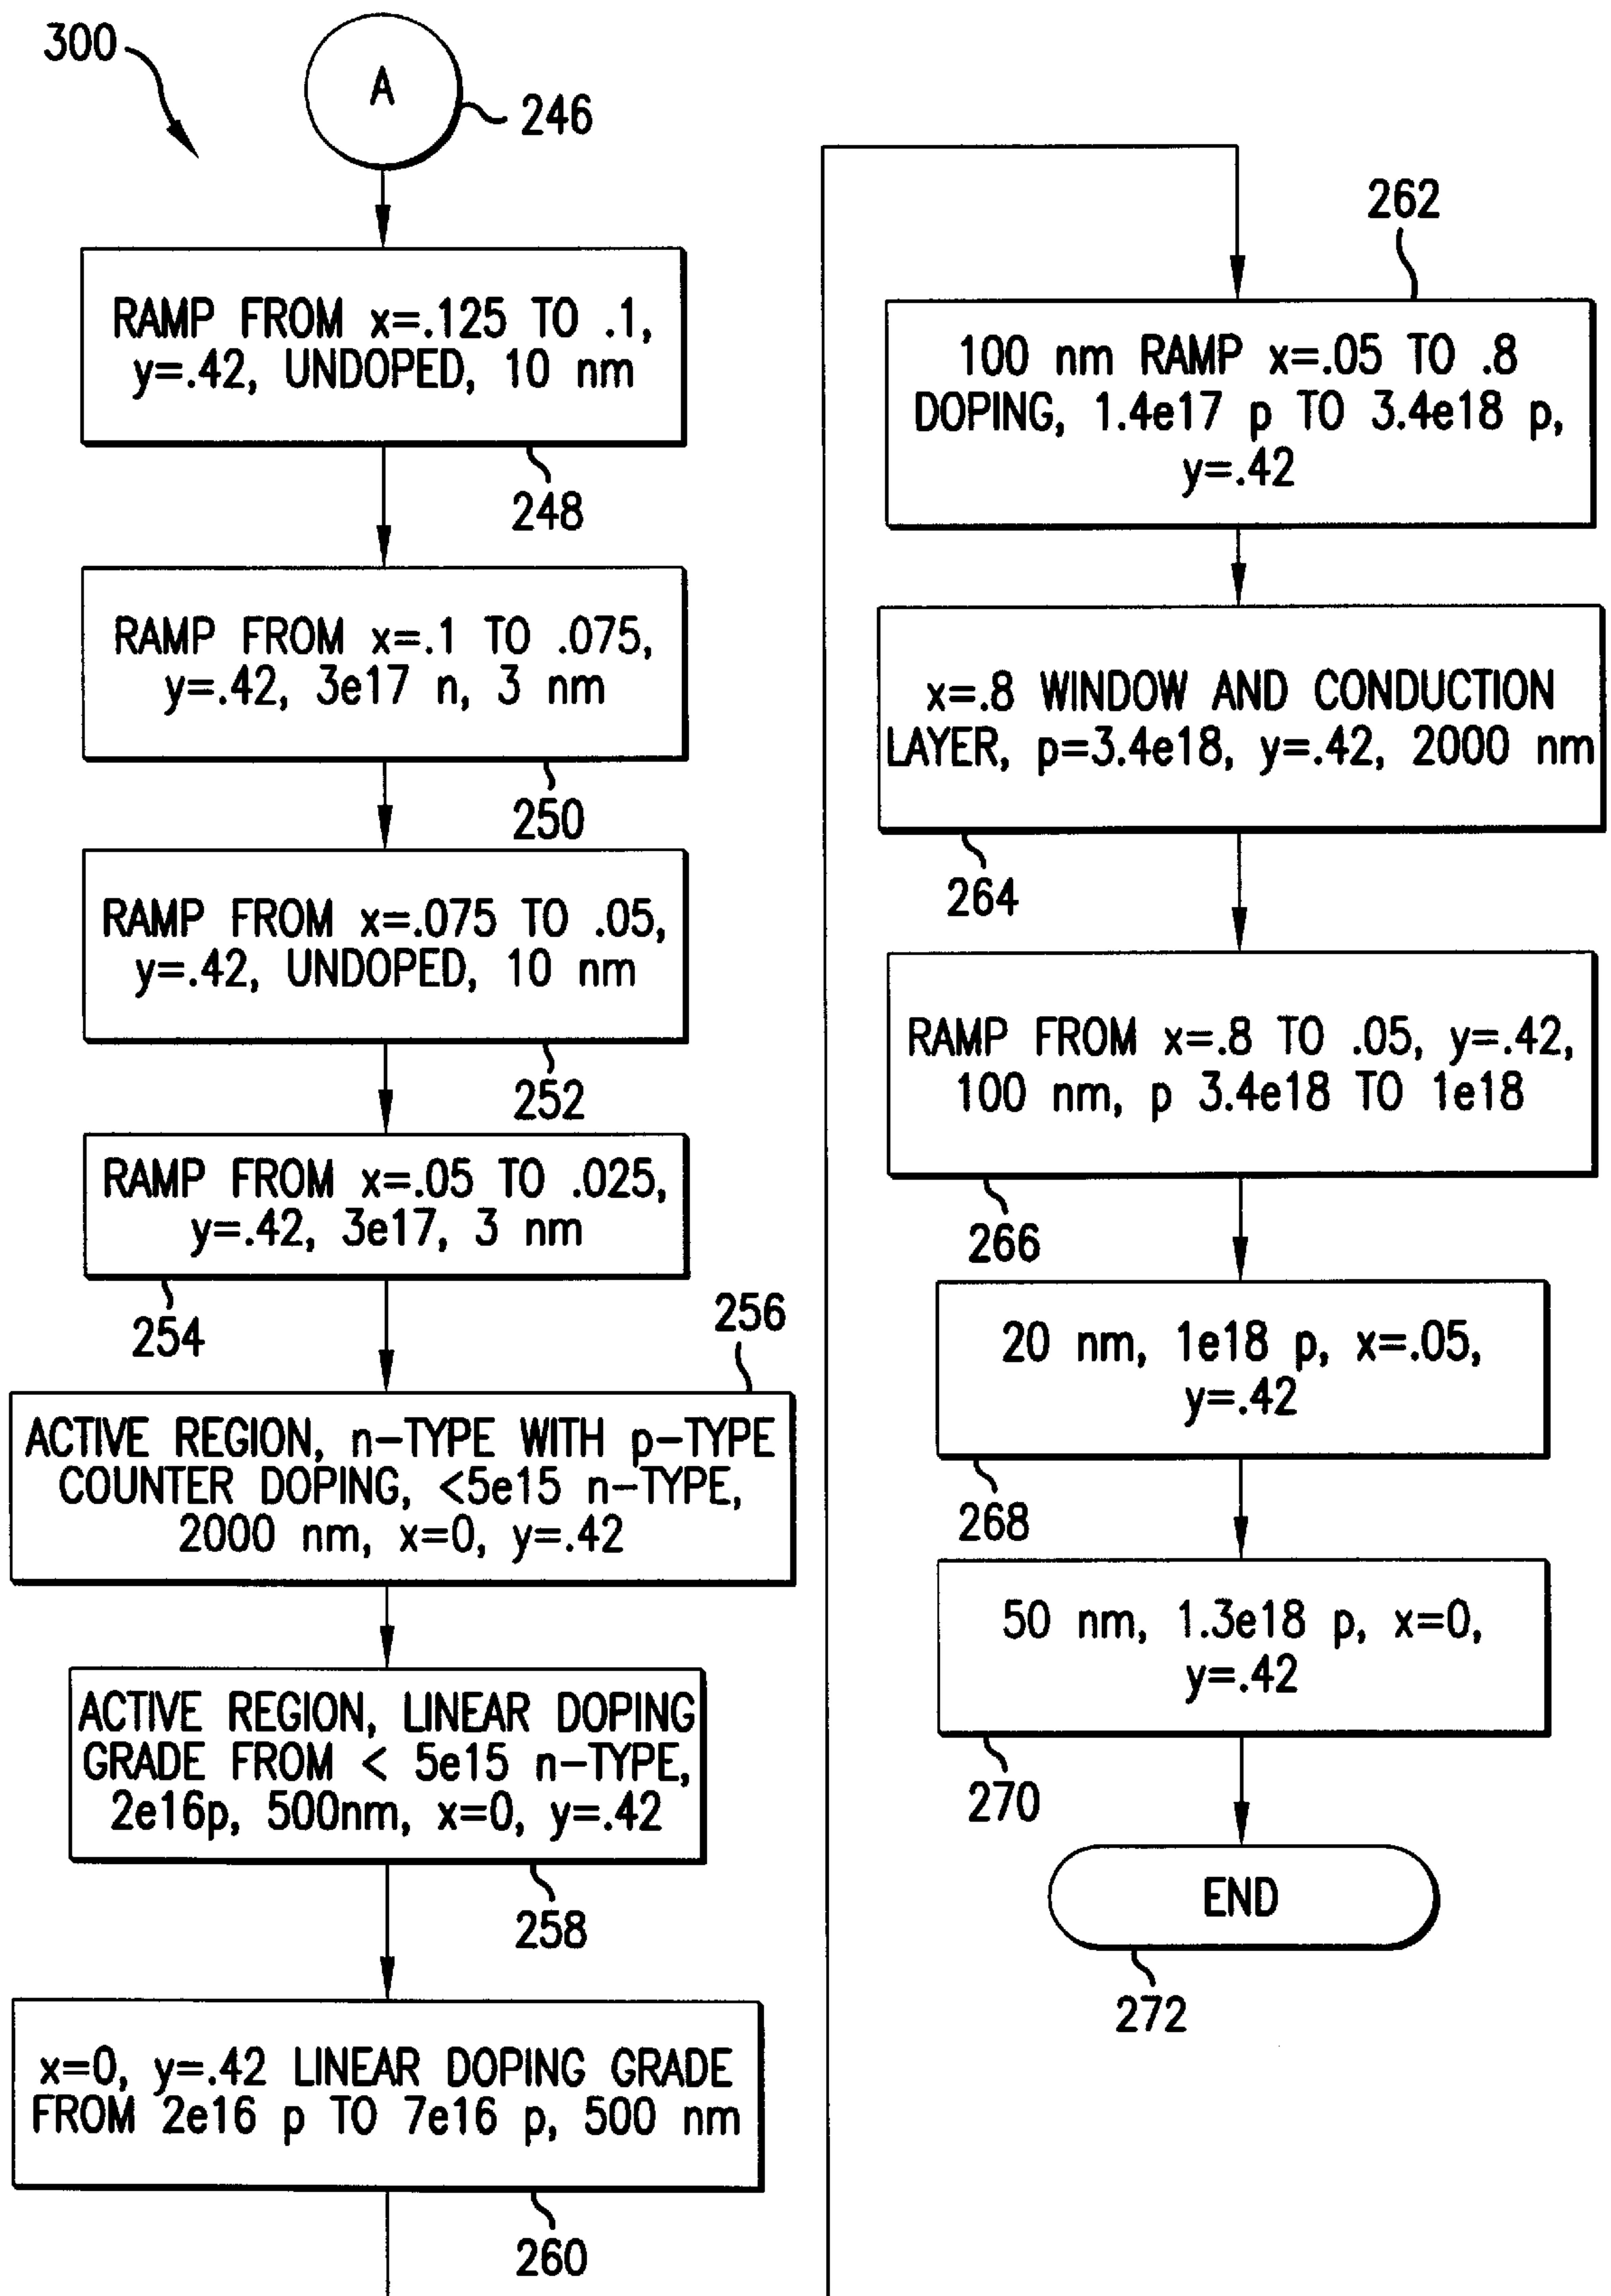 300
A
246
RAMP FROM x=.125 TO .1,
y=.42, UNDOPED, 10 nm
248
RAMP FROM x=.1 TO .075,
y=.42, 3e17 n, 3 nm
250
RAMP FROM x=.075 TO .05,
y=.42, UNDOPED, 10 nm
252
RAMP FROM x=.05 TO .025,
y=.42, 3e17, 3 nm
254
256
ACTIVE REGION, n-TYPE WITH p-TYPE
COUNTER DOPING, <5e15 n-TYPE,
2000 nm, x=0, y=.42
ACTIVE REGION, LINEAR DOPING
GRADE FROM < 5e15 n-TYPE,
2e16p, 500nm, x=0, y=.42
258
x=0, y=.42 LINEAR DOPING GRADE
FROM 2e16 p TO 7e16 p, 500 nm
260
262
100 nm RAMP x=.05 TO .8
DOPING, 1.4e17 p TO 3.4e18 p,
y=.42
x=.8 WINDOW AND CONDUCTION
LAYER, p=3.4e18, y=.42, 2000 nm
264
RAMP FROM x=.8 TO .05, y=.42,
100 nm, p 3.4e18 TO 1e18
266
20 nm, 1e18 p, x=.05,
y=.42
268
50 nm, 1.3e18 p, x=0,
y=.42
270
END
272